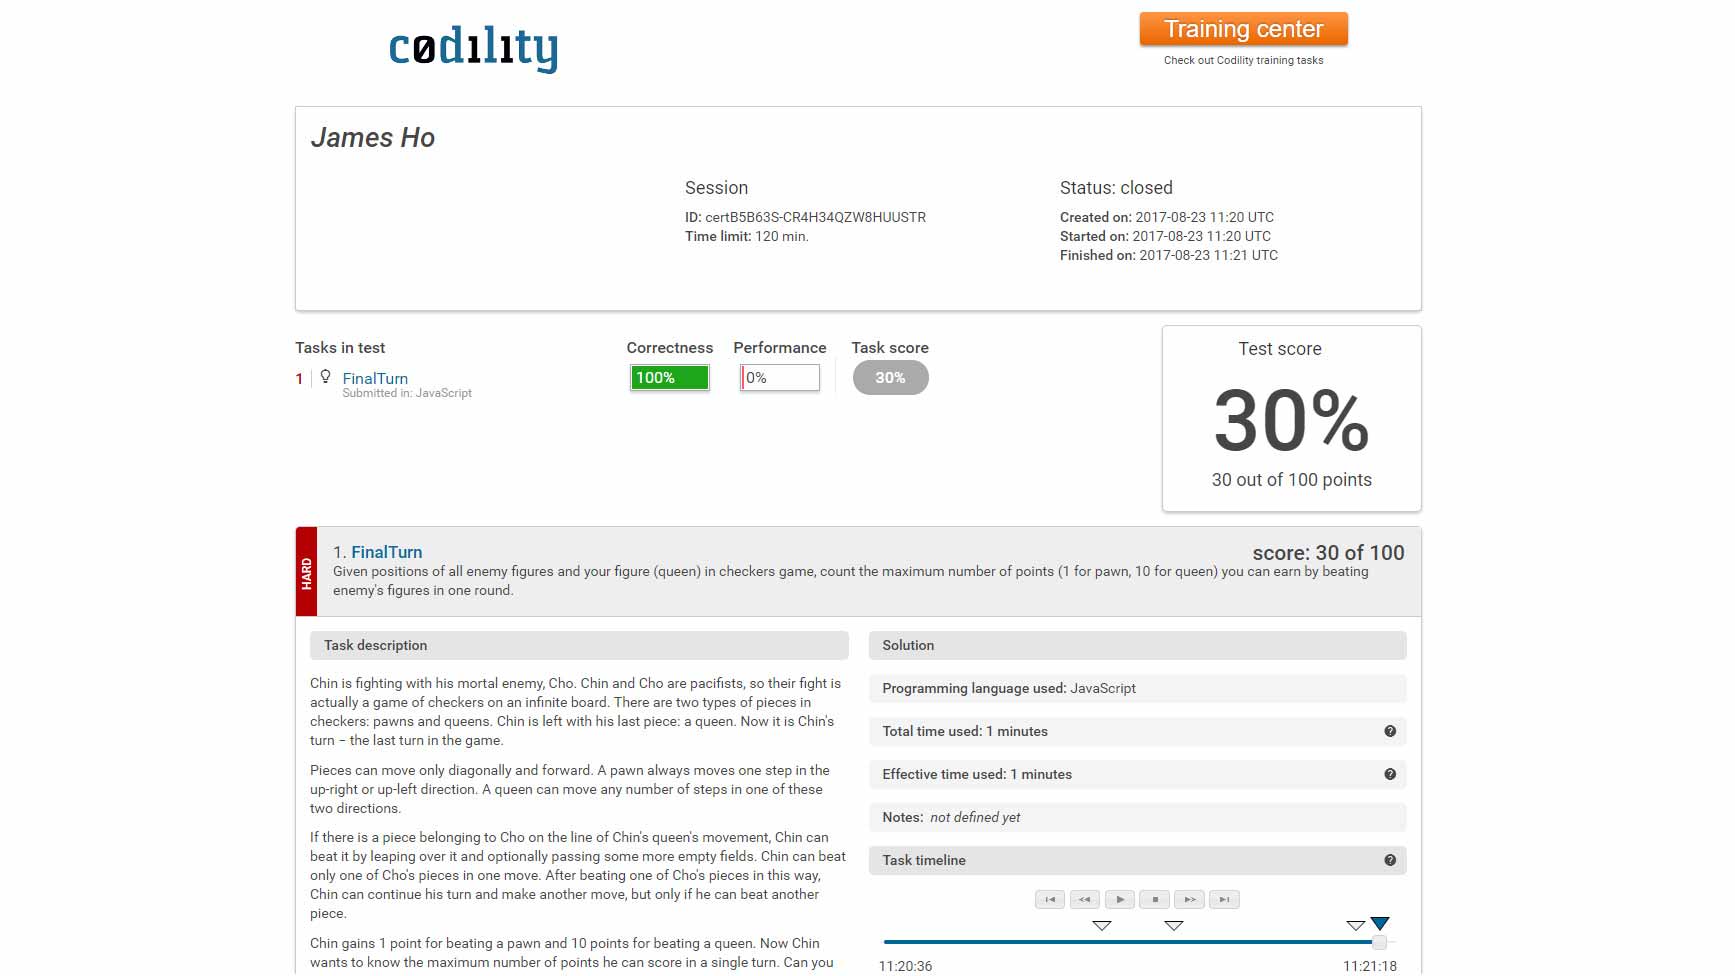 codility
Training center
Check out Codility training tasks
James Ho
Session
ID: certB5B63S-CR4H34QZW8HUUSTR
Time limit: 120 min.
Status: closed
Created on: 2017-08-23 11:20 UTC
Started on: 2017-08-23 11:20 UTC
Finished on: 2017-08-23 11:21 UTC
Tasks in test
Correctness
Performance
Task score
1
FinalTurn
Submitted in: JavaScript
100%
0%
30%
Test score
30%
30 out of 100 points
HARD
1. FinalTurn
score: 30 of 100
Given positions of all enemy figures and your figure (queen) in checkers game, count the maximum number of points (1 for pawn, 10 for queen) you can earn by beating
enemy's figures in one round.
Task description
Chin is fighting with his mortal enemy, Cho. Chin and Cho are pacifists, so their fight is
actually a game of checkers on an infinite board. There are two types of pieces in
checkers: pawns and queens. Chin is left with his last piece: a queen. Now it is Chin's
turn – the last turn in the game.
Pieces can move only diagonally and forward. A pawn always moves one step in the
up-right or up-left direction. A queen can move any number of steps in one of these
two directions.
If there is a piece belonging to Cho on the line of Chin's queen's movement, Chin can
beat it by leaping over it and optionally passing some more empty fields. Chin can beat
only one of Cho's pieces in one move. After beating one of Cho's pieces in this way,
Chin can continue his turn and make another move, but only if he can beat another
piece.
Chin gains 1 point for beating a pawn and 10 points for beating a queen. Now Chin
wants to know the maximum number of points he can score in a single turn. Can you
Solution
Programming language used: JavaScript
Total time used: 1 minutes
?
Effective time used: 1 minutes
?
Notes: not defined yet
Task timeline
?
11:20:36
11:21:18